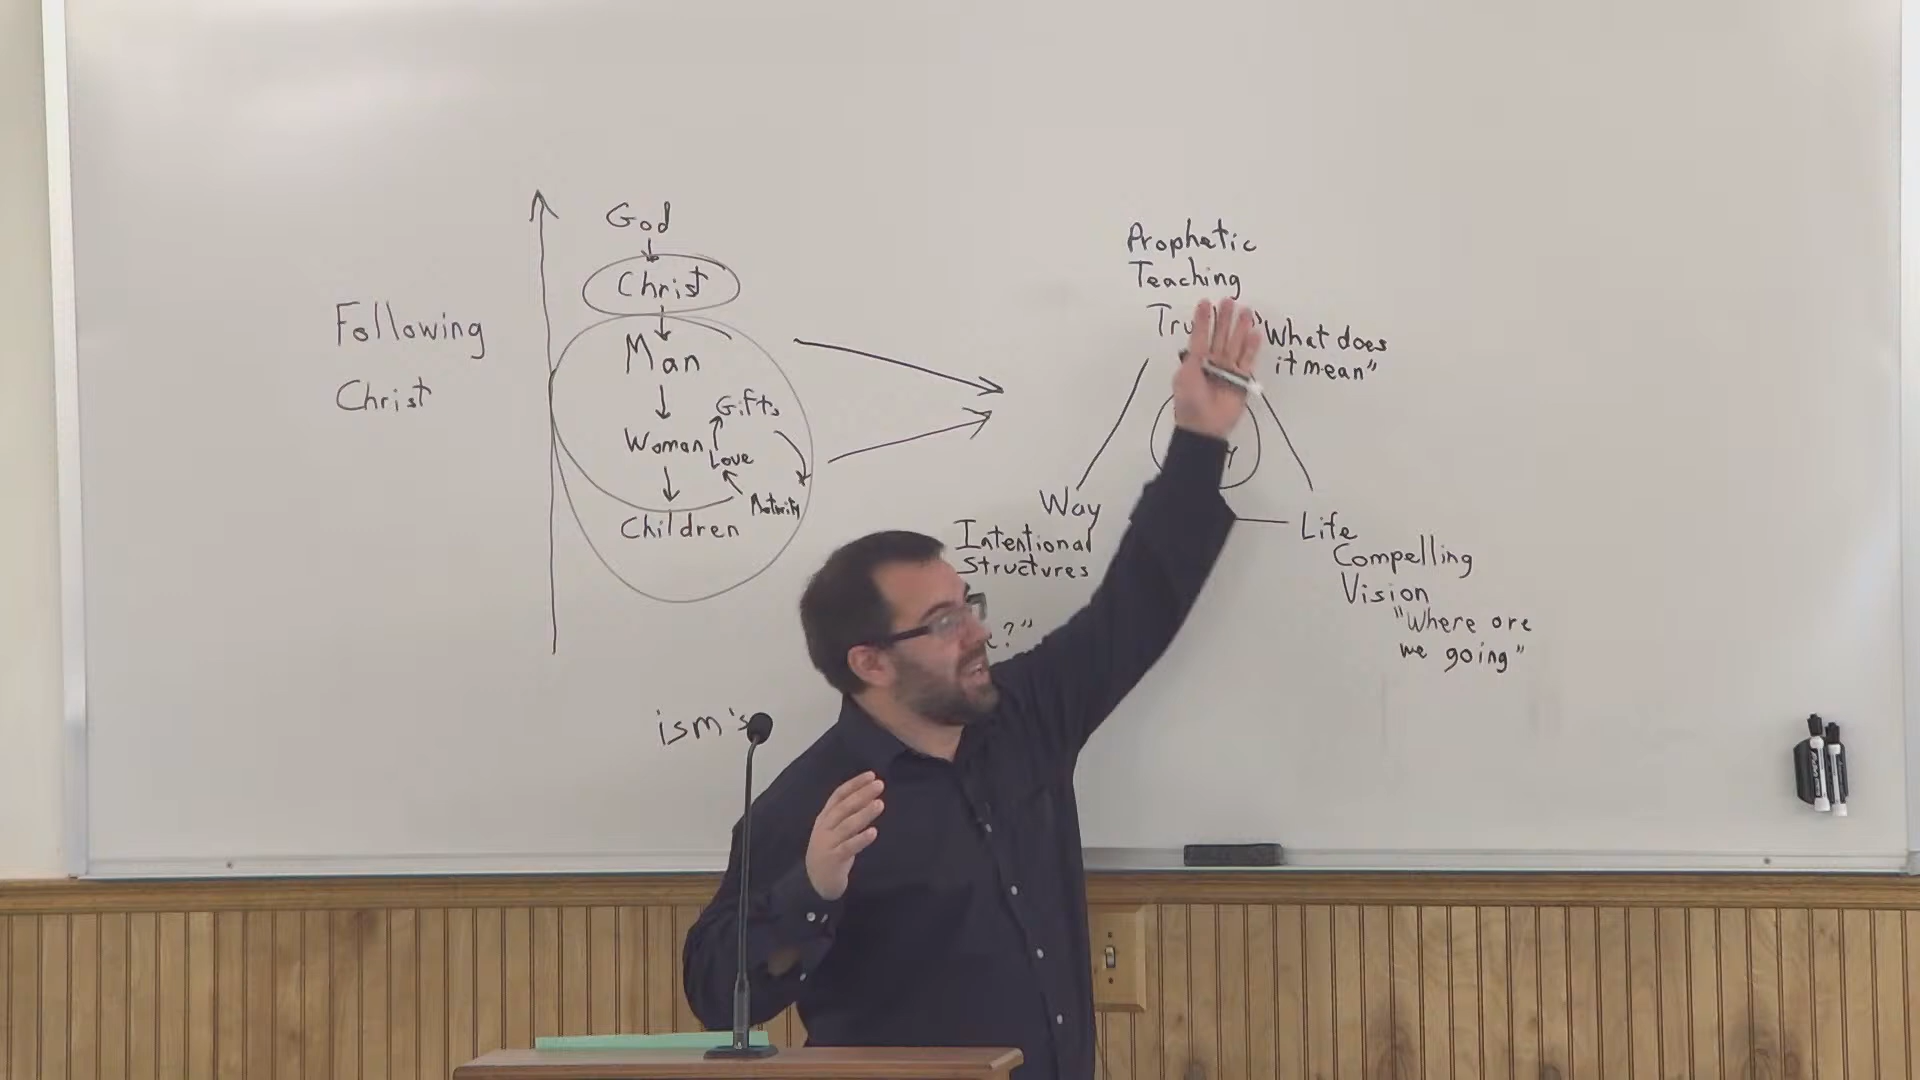 Following
Christ
God
Christ
Man
Woman
Children
Gifts
Love
Maturity
ism's
Prophetic
Teaching
"What does
it mean"
Way
Intentional
Structures
Life
Compelling
Vision
"Where are
we going"